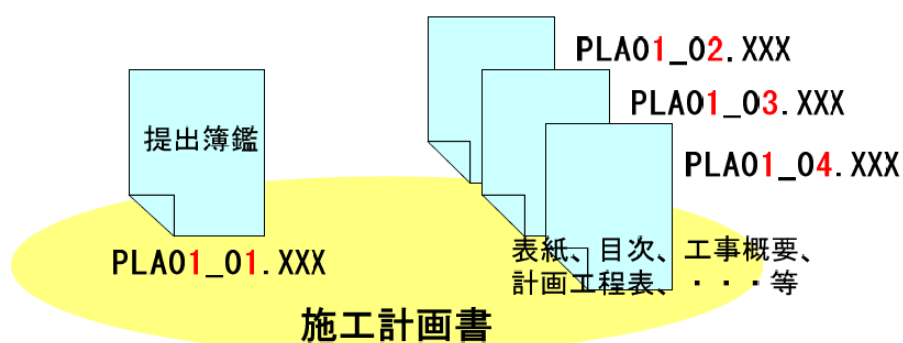 PLA01_02.XXX
PLA01_03.XXX
提出簿鑑
PLA01_04.XXX
PLA01_01.XXX
表紙、目次、工事概要、
計画工程表、・・・等
施工計画書